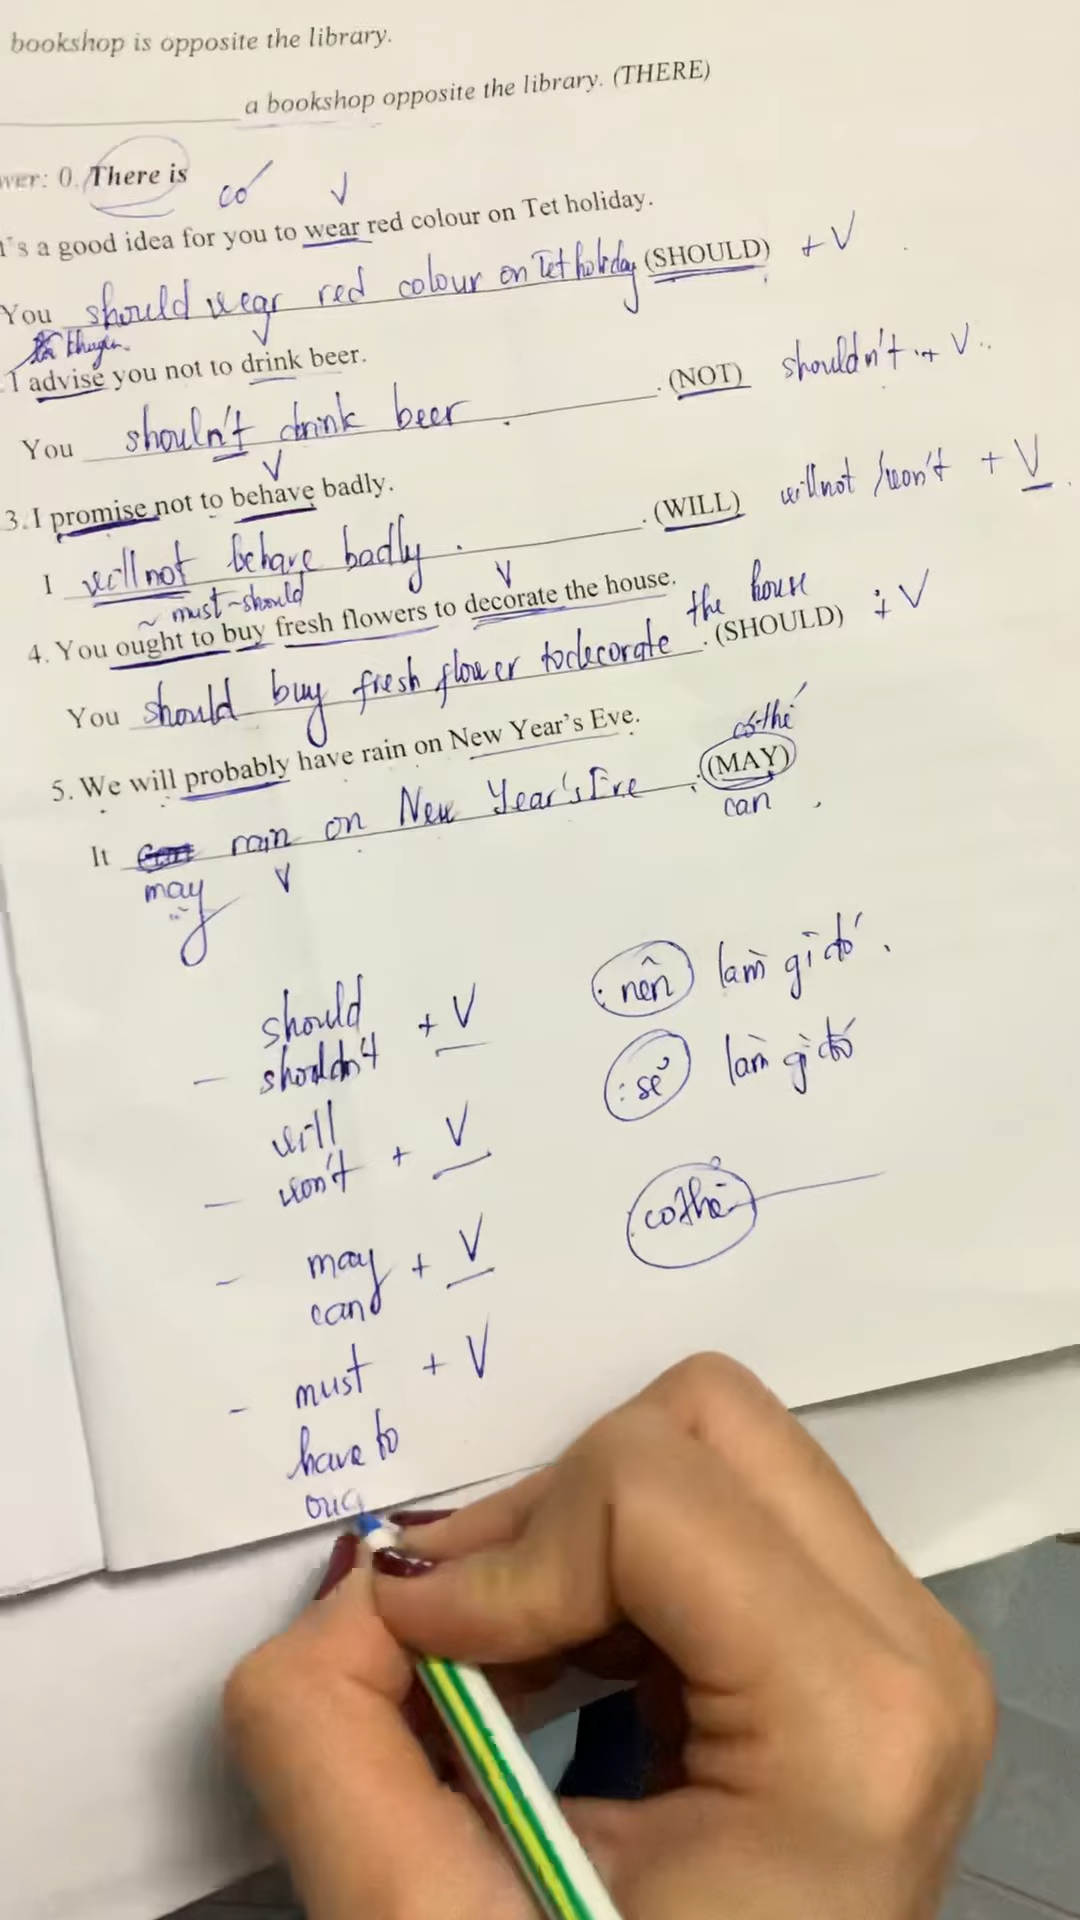 bookshop is opposite the library.
a bookshop opposite the library. (THERE)
wer: 0. There is
có V
t's a good idea for you to wear red colour on Tet holiday.
You should wear red colour on Tet holiday (SHOULD) + V
khuyên V
I advise you not to drink beer.
You shouln't drink beer . (NOT) shouldn't + V
V
3. I promise not to behave badly.
I will not behave badly. . (WILL) will not /won't + V
~ must ~ should V
4. You ought to buy fresh flowers to decorate the house.
You should buy fresh flower to decorate the house . (SHOULD) + V
5. We will probably have rain on New Year's Eve.
có thể
It may rain on New Year's Eve . (MAY)
V
can
should
- shouldn't + V : nên làm gì đó.
will
- won't + V : sẽ làm gì đó
- may + V : có thể
can
- must + V
have to
oug